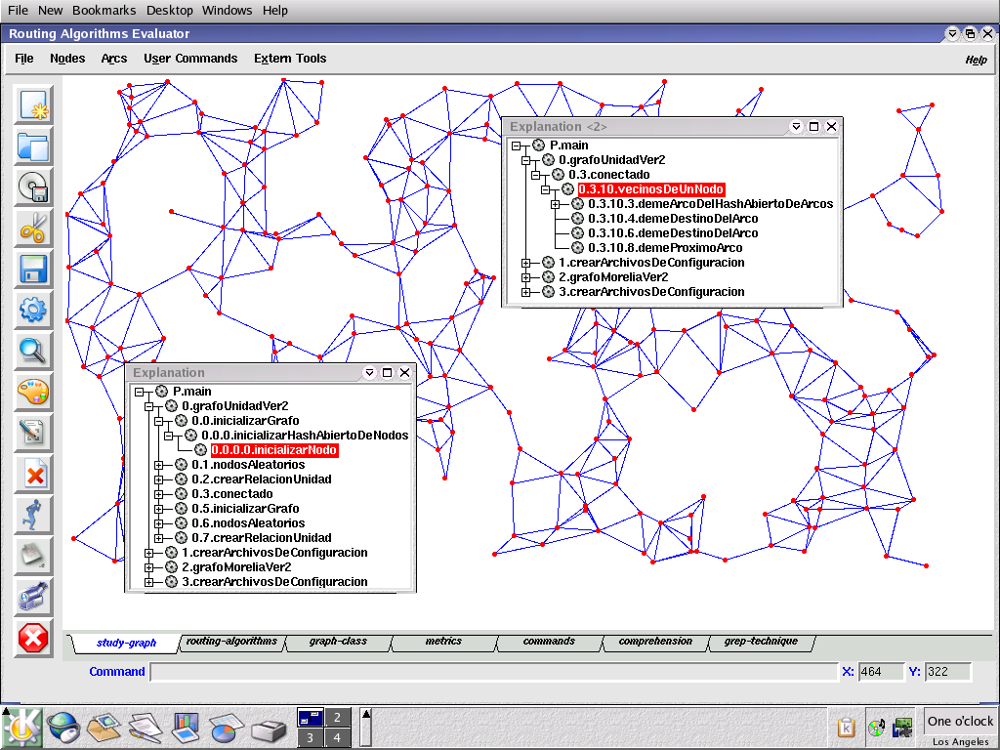 File New Bookmarks Desktop Windows Help
Routing Algorithms Evaluator
File Nodes Arcs User Commands Extern Tools Help
Explanation <2>
P.main
0.grafoUnidadVer2
0.3.conectado
0.3.10.vecinosDeUnNodo
0.3.10.3.demeArcoDelHashAbiertoDeArcos
0.3.10.4.demeDestinoDelArco
0.3.10.6.demeDestinoDelArco
0.3.10.8.demeProximoArco
1.crearArchivosDeConfiguracion
2.grafoMoreliaVer2
3.crearArchivosDeConfiguracion
Explanation
P.main
0.grafoUnidadVer2
0.0.inicializarGrafo
0.0.0.inicializarHashAbiertoDeNodos
0.0.0.0.inicializarNodo
0.1.nodosAleatorios
0.2.crearRelacionUnidad
0.3.conectado
0.5.inicializarGrafo
0.6.nodosAleatorios
0.7.crearRelacionUnidad
1.crearArchivosDeConfiguracion
2.grafoMoreliaVer2
3.crearArchivosDeConfiguracion
study-graph routing-algorithms graph-class metrics commands comprehension grep-technique
Command X: 464 Y: 322
2
3 4
One o'clock
Los Angeles